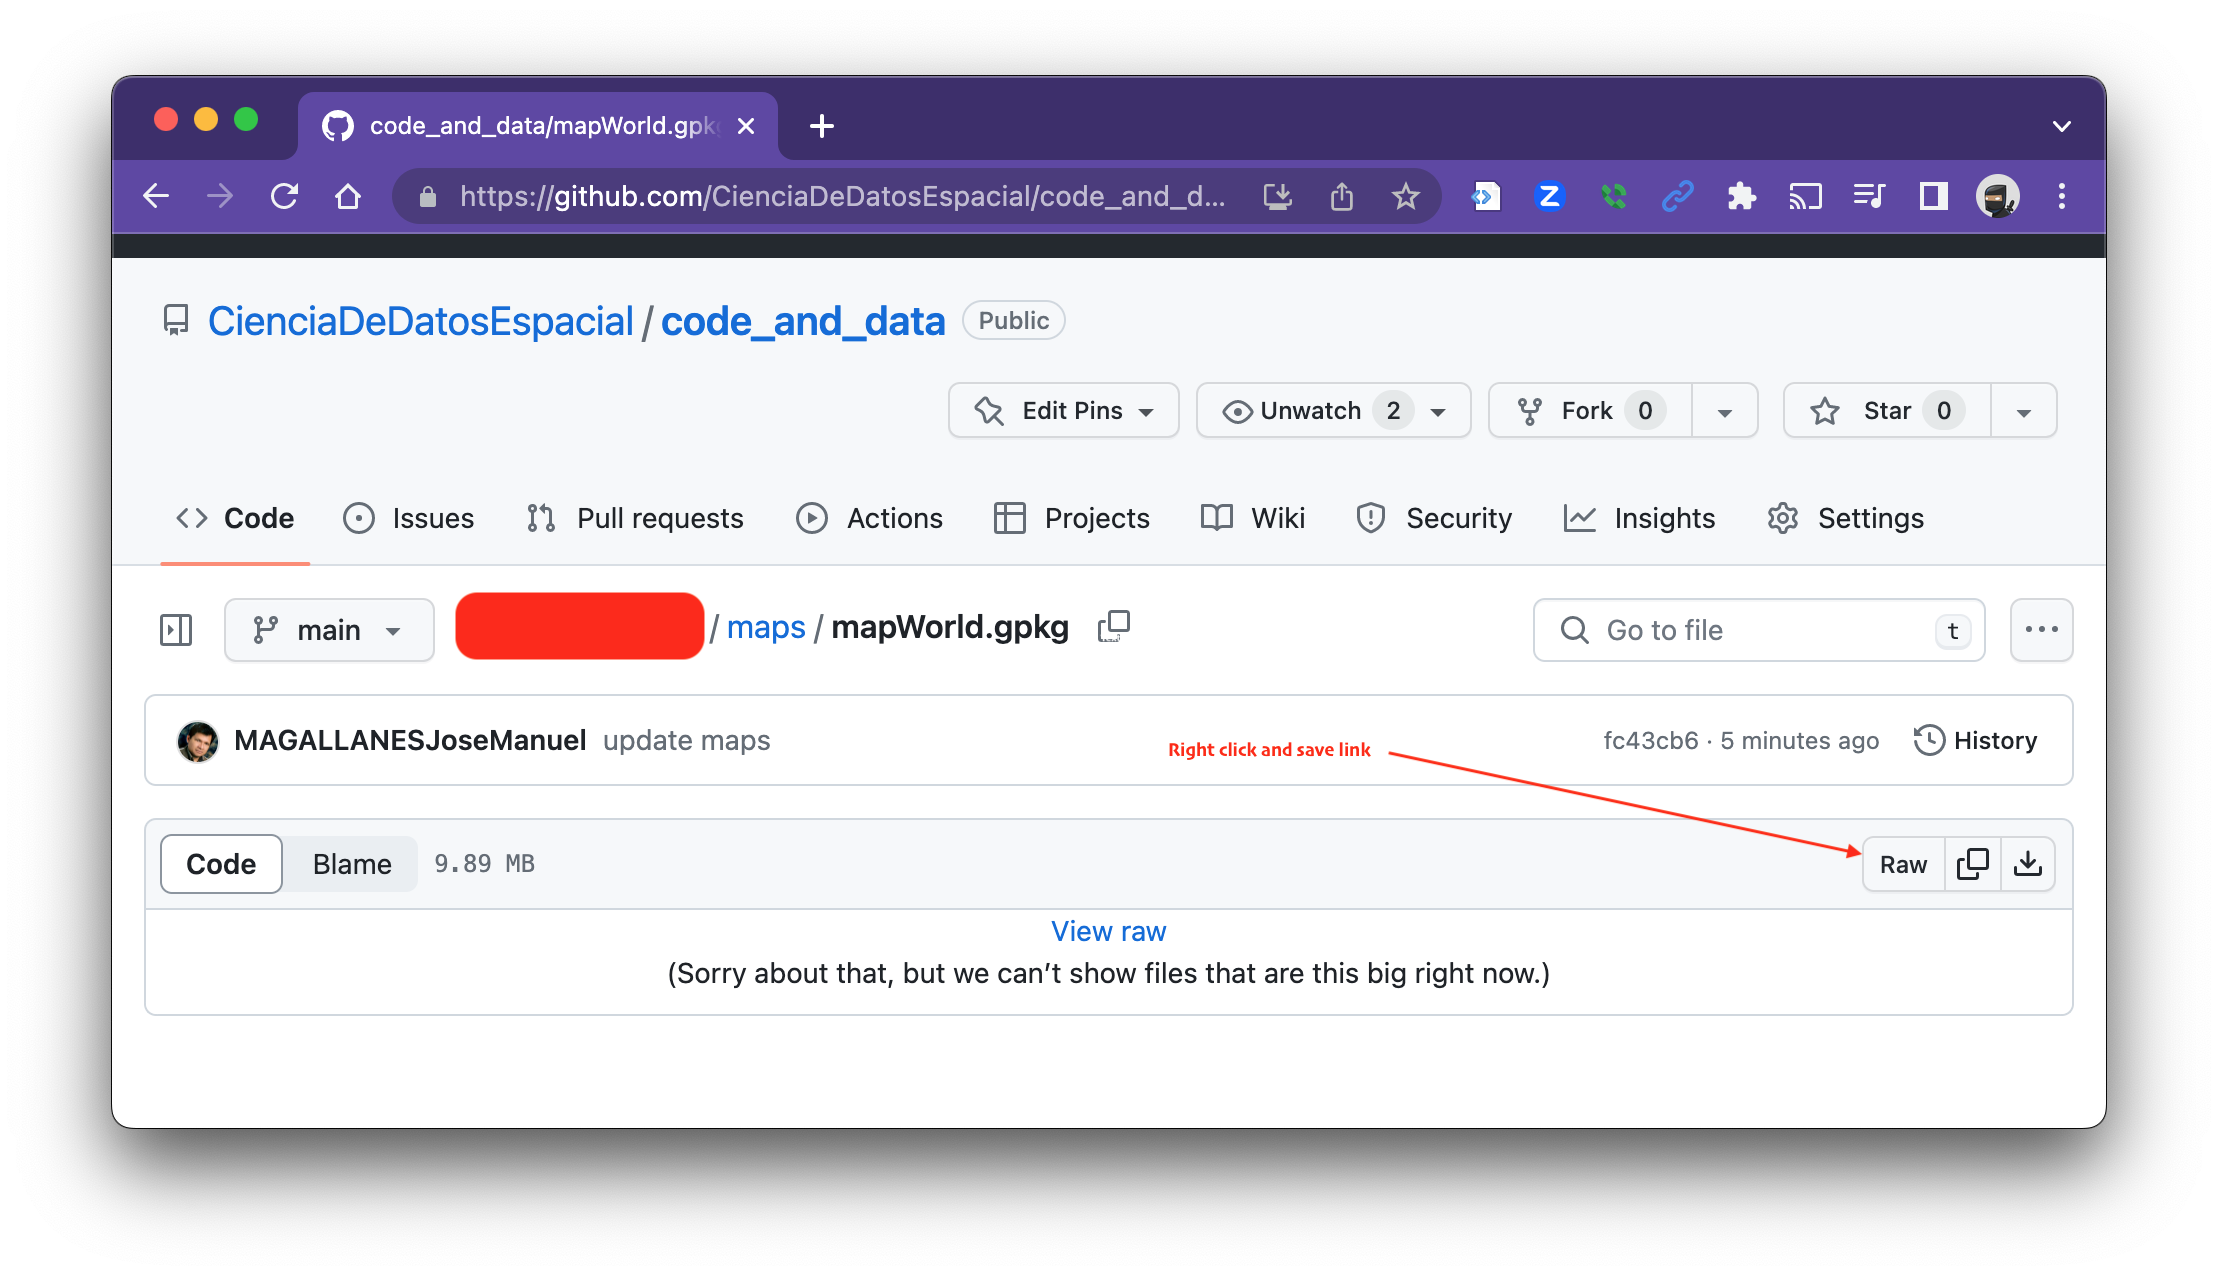 code_and_data/mapWorld.gpk
https://github.com/CienciaDeDatosEspacial/code_and_d...
CienciaDeDatosEspacial / code_and_data Public
Edit Pins Unwatch 2 Fork 0 Star 0
Code Issues Pull requests Actions Projects Wiki Security Insights Settings
main / maps / mapWorld.gpkg Go to file t
MAGALLANESJoseManuel update maps Right click and save link fc43cb6 · 5 minutes ago History
Code Blame 9.89 MB Raw
View raw
(Sorry about that, but we can’t show files that are this big right now.)